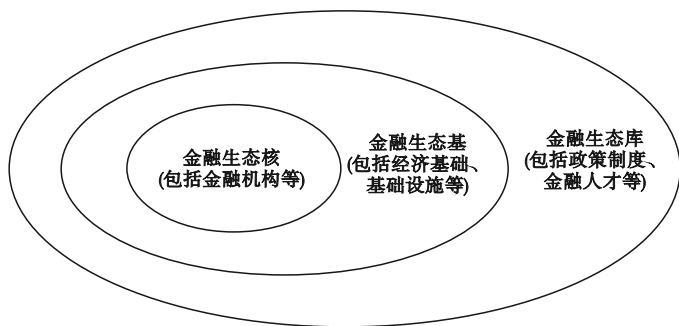 金融生态核
(包括金融机构等)
金融生态基
(包括经济基础、
基础设施等)
金融生态库
(包括政策制度、
金融人才等)